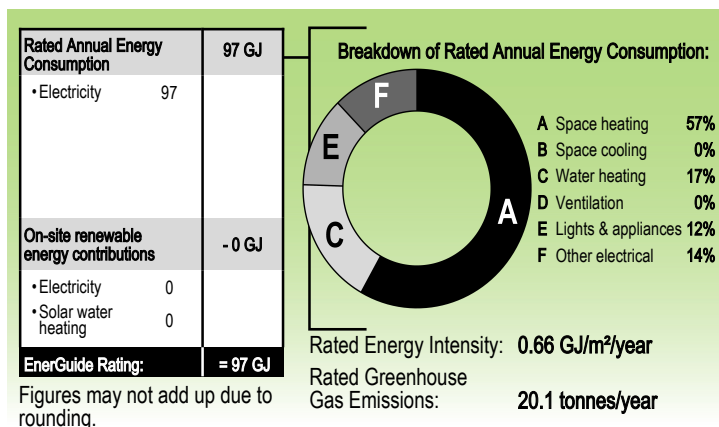 Rated Annual Energy
Consumption
97 GJ
• Electricity 97
On-site renewable
energy contributions
- 0 GJ
• Electricity 0
• Solar water
heating
0
EnerGuide Rating: = 97 GJ
Figures may not add up due to
rounding.
Breakdown of Rated Annual Energy Consumption:
F
E
C
A
A Space heating 57%
B Space cooling 0%
C Water heating 17%
D Ventilation 0%
E Lights & appliances 12%
F Other electrical 14%
Rated Energy Intensity: 0.66 GJ/m²/year
Rated Greenhouse
Gas Emissions: 20.1 tonnes/year